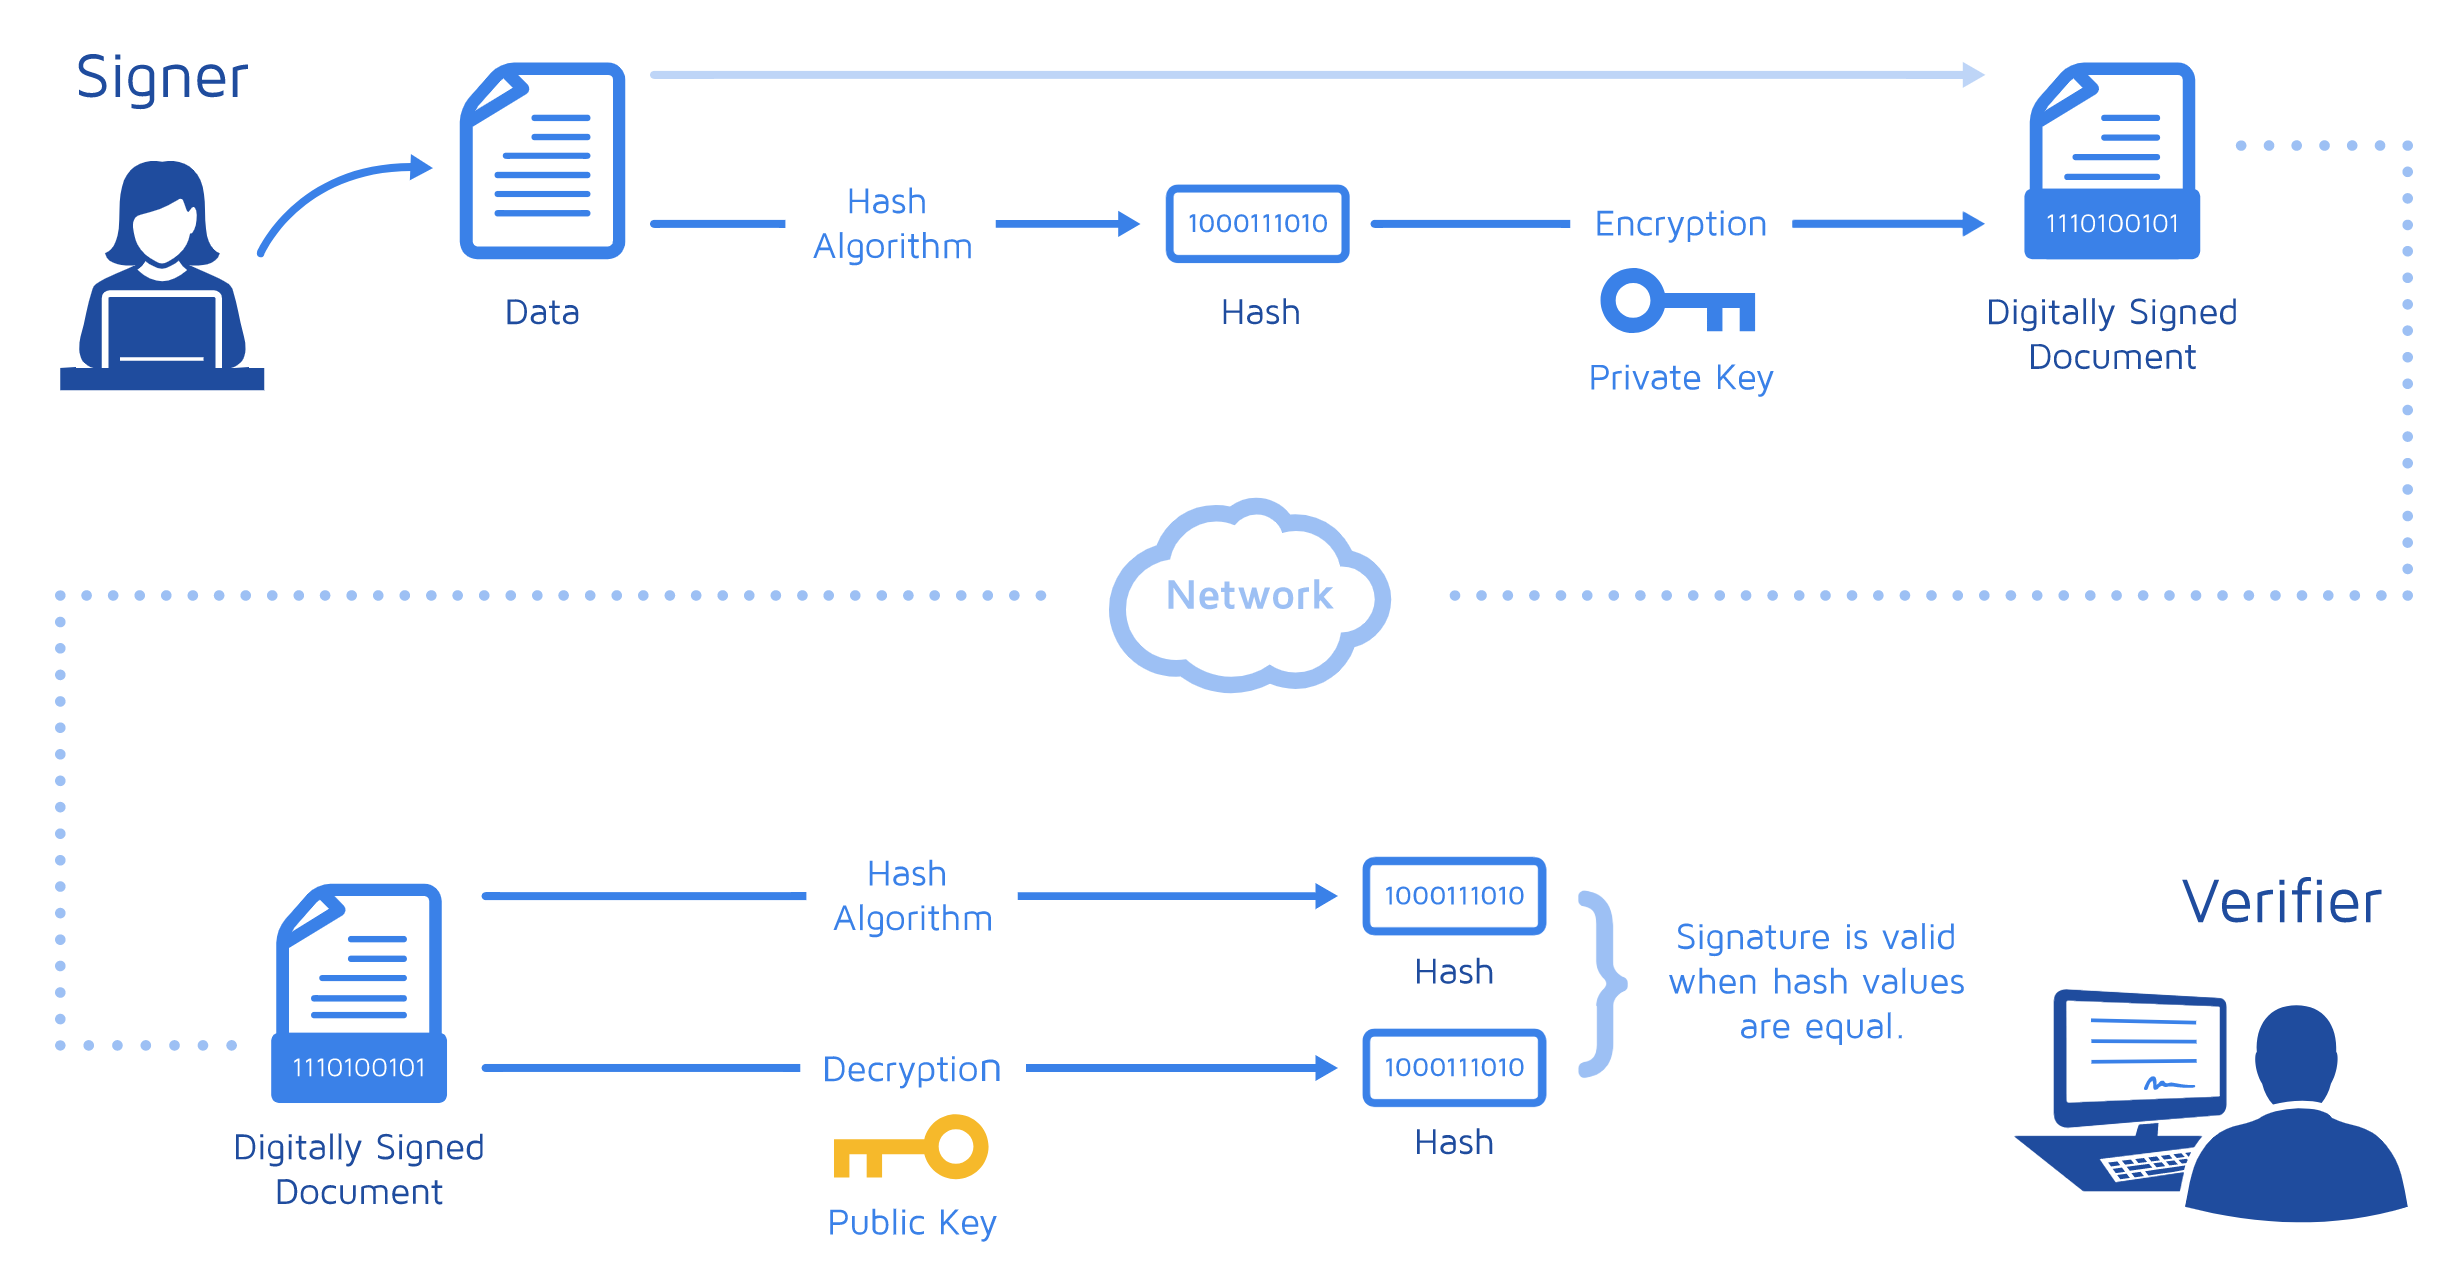 Signer
Hash
Algorithm
1000111010
Encryption
1110100101
Data
Hash
Private Key
Digitally Signed
Document
Network
Hash
Algorithm
1000111010
Hash
Signature is valid
when hash values
are equal.
Verifier
1110100101
Decryption
1000111010
Hash
Digitally Signed
Document
Public Key